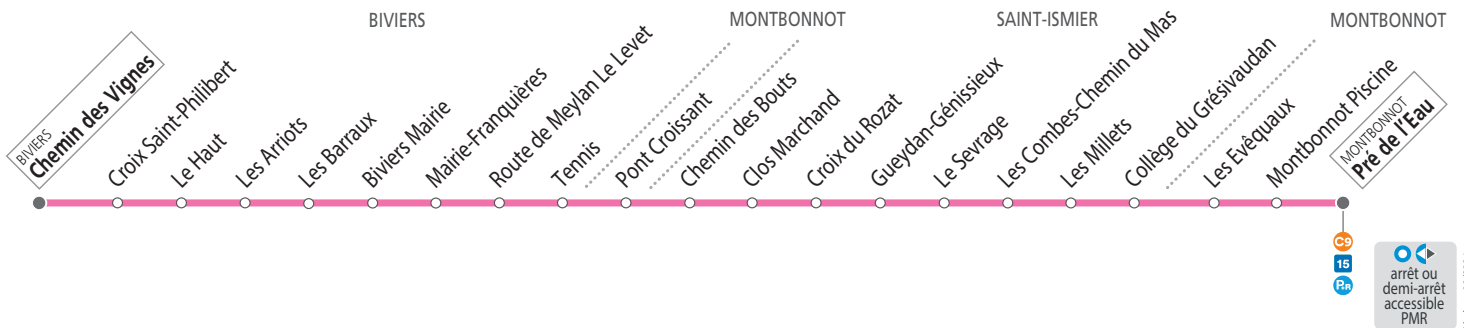 BIVIERS
MONTBONNOT
SAINT-ISMIER
MONTBONNOT
BIVIERS
Chemin des Vignes
Croix Saint-Philibert
Le Haut
Les Arriots
Les Barraux
Biviers Mairie
Mairie-Franquières
Route de Meylan Le Levet
Tennis
Pont Croissant
Chemin des Bouts
Clos Marchand
Croix du Rozat
Gueydan-Génissieux
Le Sevrage
Les Combes-Chemin du Mas
Les Millets
Collège du Grésivaudan
Les Evêquaux
Montbonnot Piscine
MONTBONNOT
Pré de l'Eau
C9
15
P+R
arrêt ou
demi-arrêt
accessible
PMR